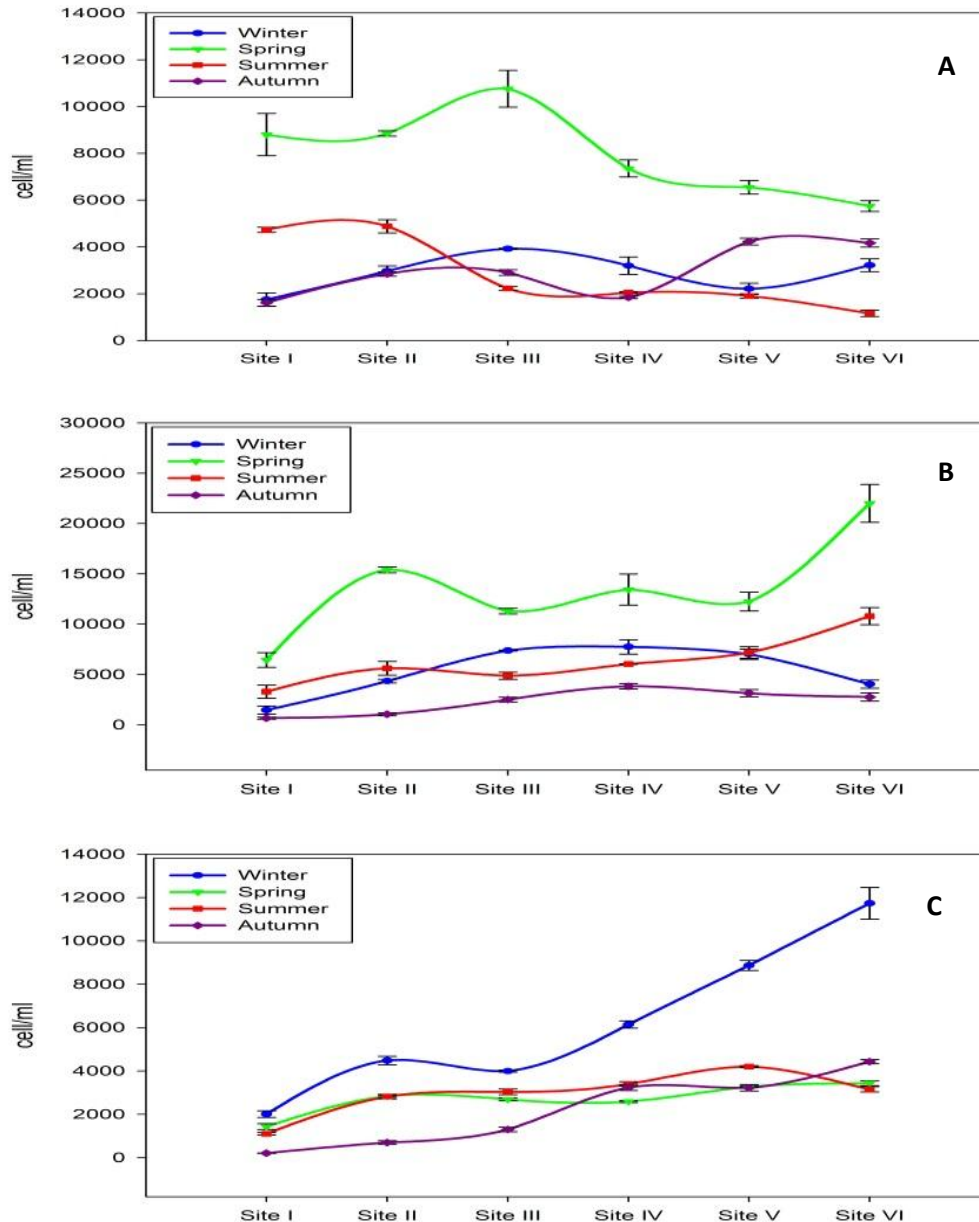 14000
12000
10000
8000
6000
4000
2000
0
cell/ml
Winter
Spring
Summer
Autumn
A
Site I Site II Site III Site IV Site V Site VI
30000
25000
20000
15000
10000
5000
0
cell/ml
Winter
Spring
Summer
Autumn
B
Site I Site II Site III Site IV Site V Site VI
14000
12000
10000
8000
6000
4000
2000
0
cell/ml
Winter
Spring
Summer
Autumn
C
Site I Site II Site III Site IV Site V Site VI